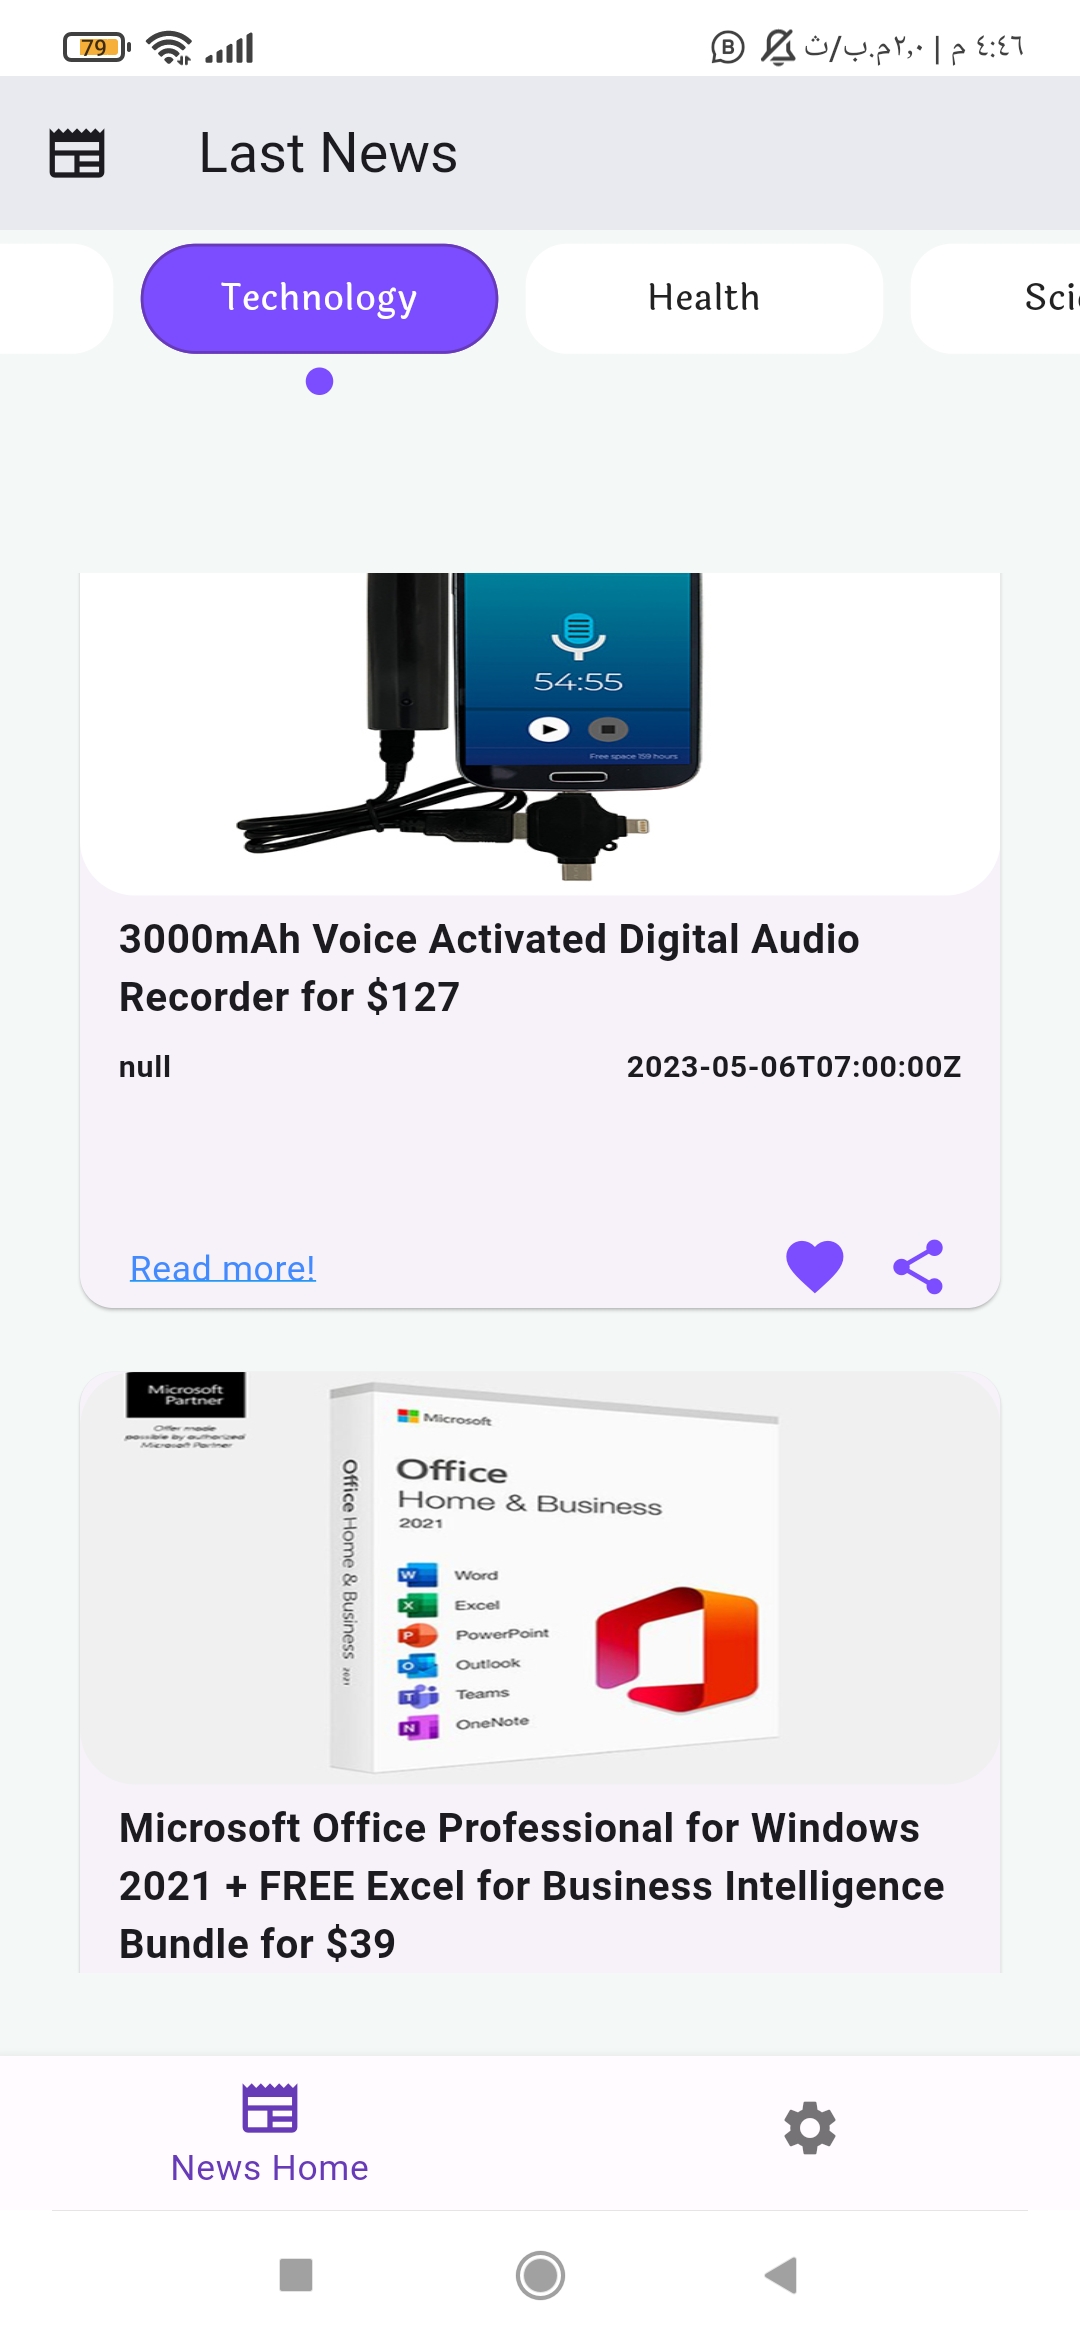 79
٤:٤٦ م | ٢,٠م.ب/ث
B
Last News
Technology
Health
Sci
54:55
Free space 159 hours
3000mAh Voice Activated Digital Audio
Recorder for $127
null
2023-05-06T07:00:00Z
Read more!
Microsoft
Partner
Offer made
possible by authorized
Microsoft Partner
Office Home & Business 2021
Microsoft
Office
Home & Business
2021
W Word
X Excel
P PowerPoint
O Outlook
T Teams
N OneNote
Microsoft Office Professional for Windows
2021 + FREE Excel for Business Intelligence
Bundle for $39
News Home